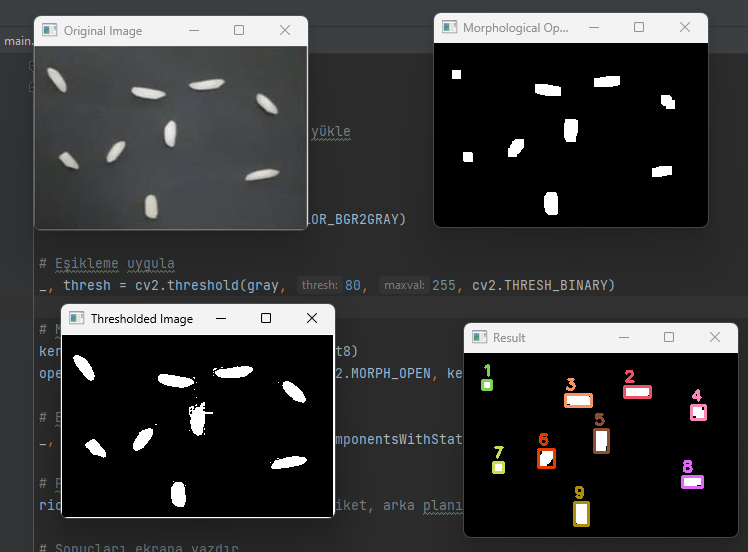 Original Image
Morphological Op...
main.
yükle
LOR_BGR2GRAY)
# Eşikleme uygula
_, thresh = cv2.threshold(gray, thresh: 80, maxval: 255, cv2.THRESH_BINARY)
Thresholded Image
Result
# M
ker
t8)
ope
2.MORPH_OPEN, ke
#
_,
mponentsWithStat
#
iket, arka planı
# Sonuçları ekrana yazdır
1
2
3
4
5
6
7
8
9